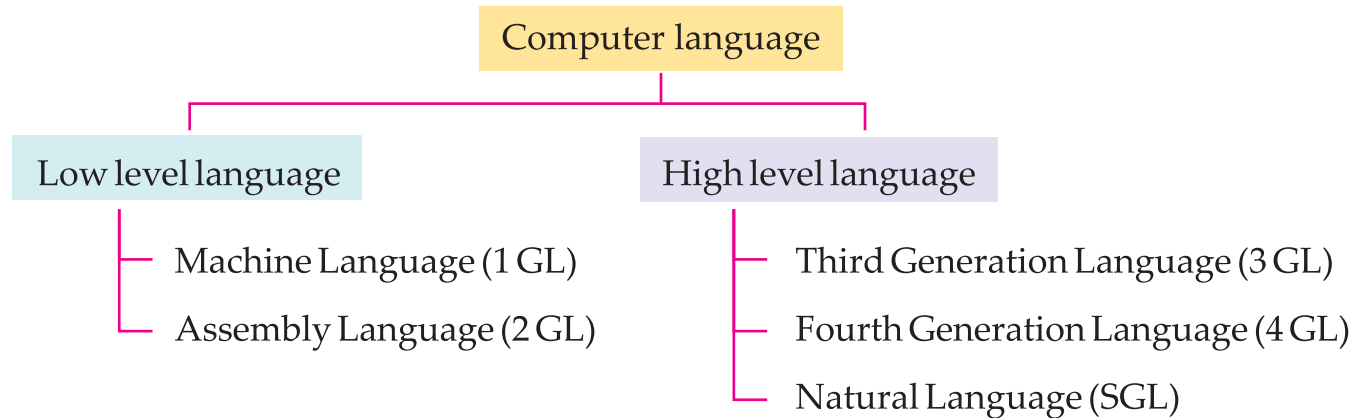 Computer language
Low level language
Machine Language (1 GL)
Assembly Language (2 GL)
High level language
Third Generation Language (3 GL)
Fourth Generation Language (4 GL)
Natural Language (SGL)